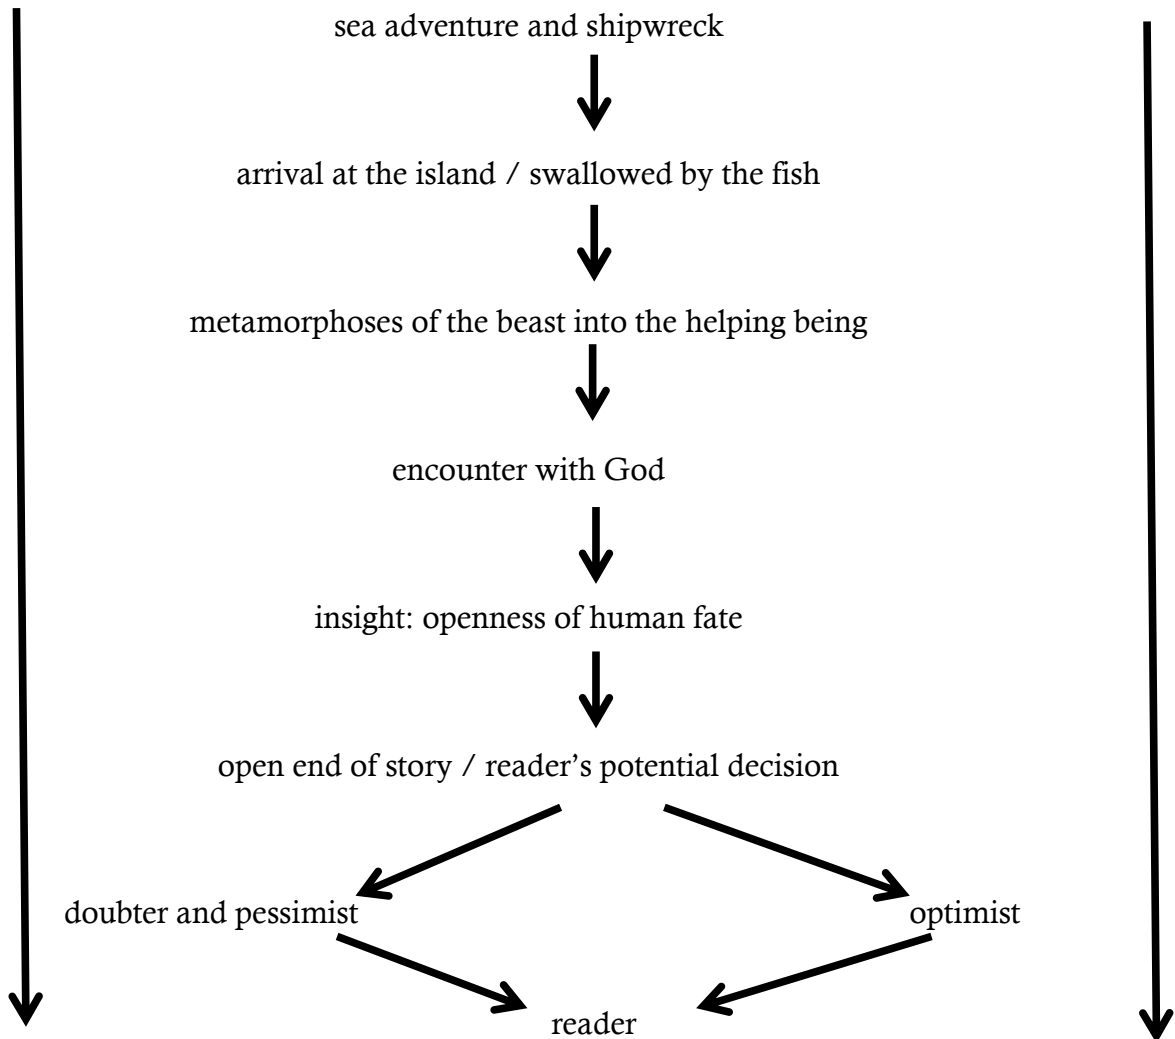 sea adventure and shipwreck
arrival at the island / swallowed by the fish
metamorphoses of the beast into the helping being
encounter with God
insight: openness of human fate
open end of story / reader’s potential decision
doubter and pessimist
optimist
reader